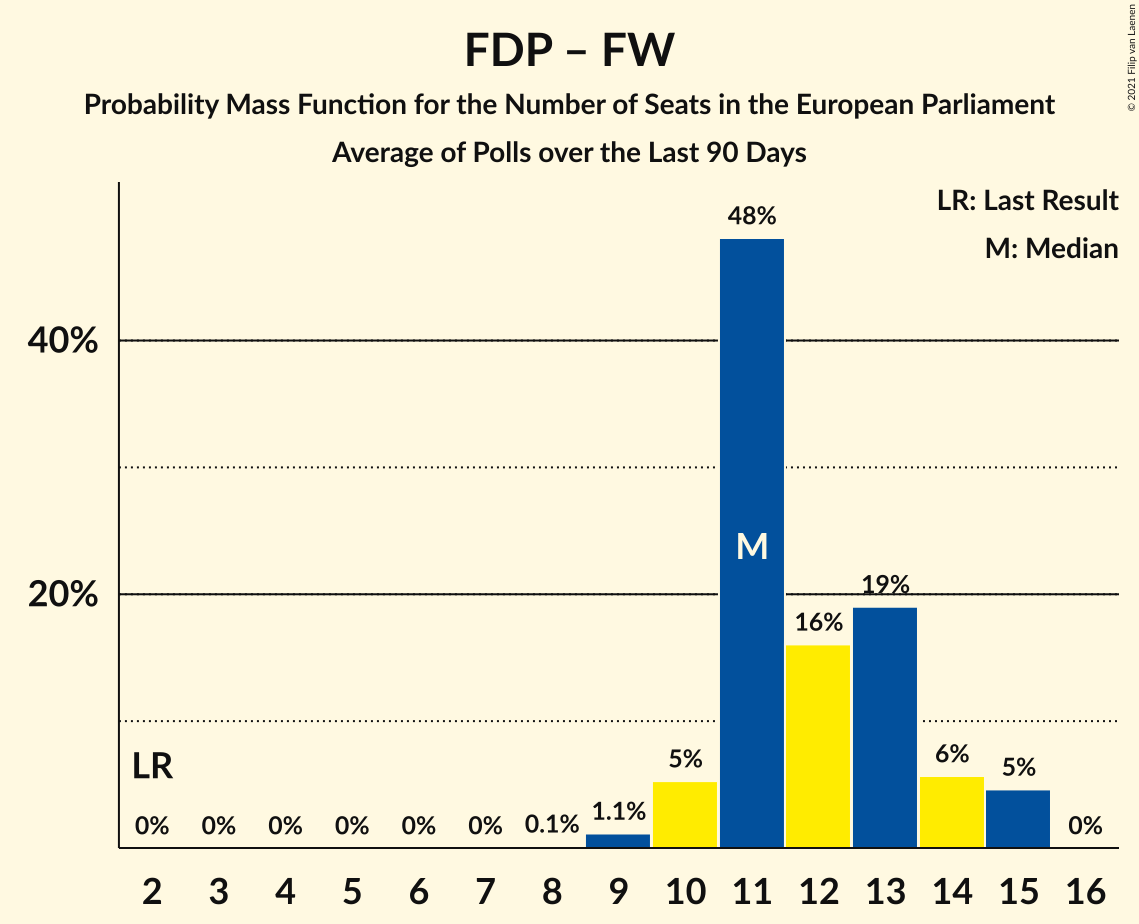 FDP – FW
Probability Mass Function for the Number of Seats in the European Parliament
Average of Polls over the Last 90 Days
© 2021 Filip van Laenen
LR: Last Result
M: Median
48%
40%
M
20%
19%
16%
LR
5%
6%
5%
0%
0%
0%
0%
0%
0%
0.1%
1.1%
0%
2 3 4 5 6 7 8 9 10 11 12 13 14 15 16